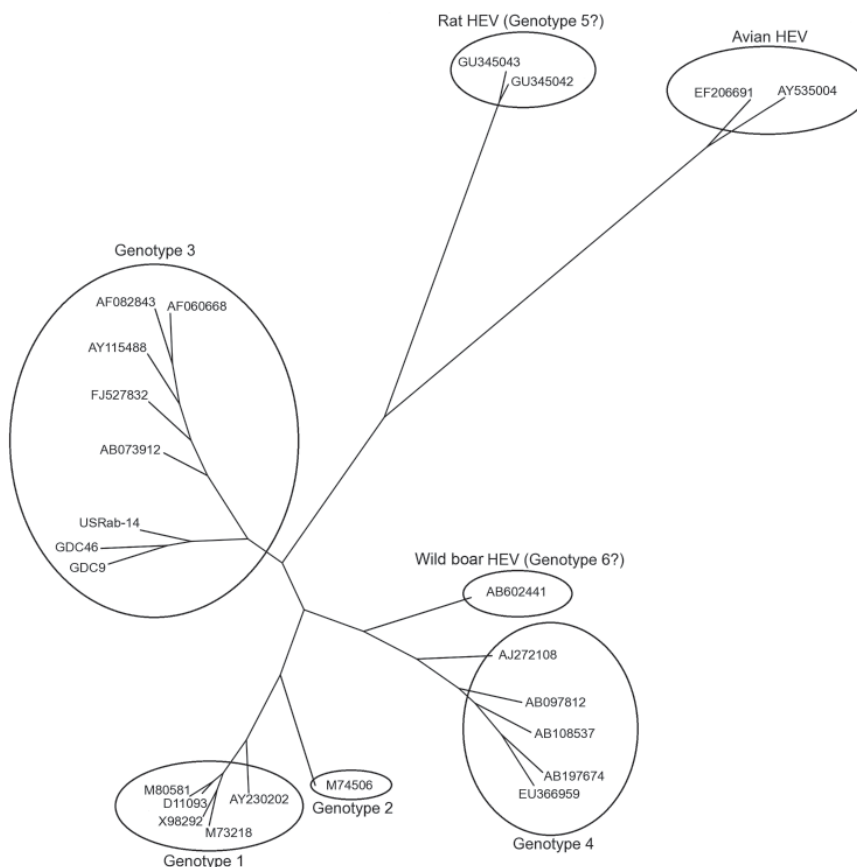 Rat HEV (Genotype 5?)
GU345043
GU345042
Avian HEV
EF206691
AY535004
Genotype 3
AF082843
AF060668
AY115488
FJ527832
AB073912
USRab-14
GDC46
GDC9
Wild boar HEV (Genotype 6?)
AB602441
AJ272108
AB097812
AB108537
AB197674
EU366959
Genotype 4
M80581
D11093
X98292
M73218
AY230202
Genotype 1
M74506
Genotype 2